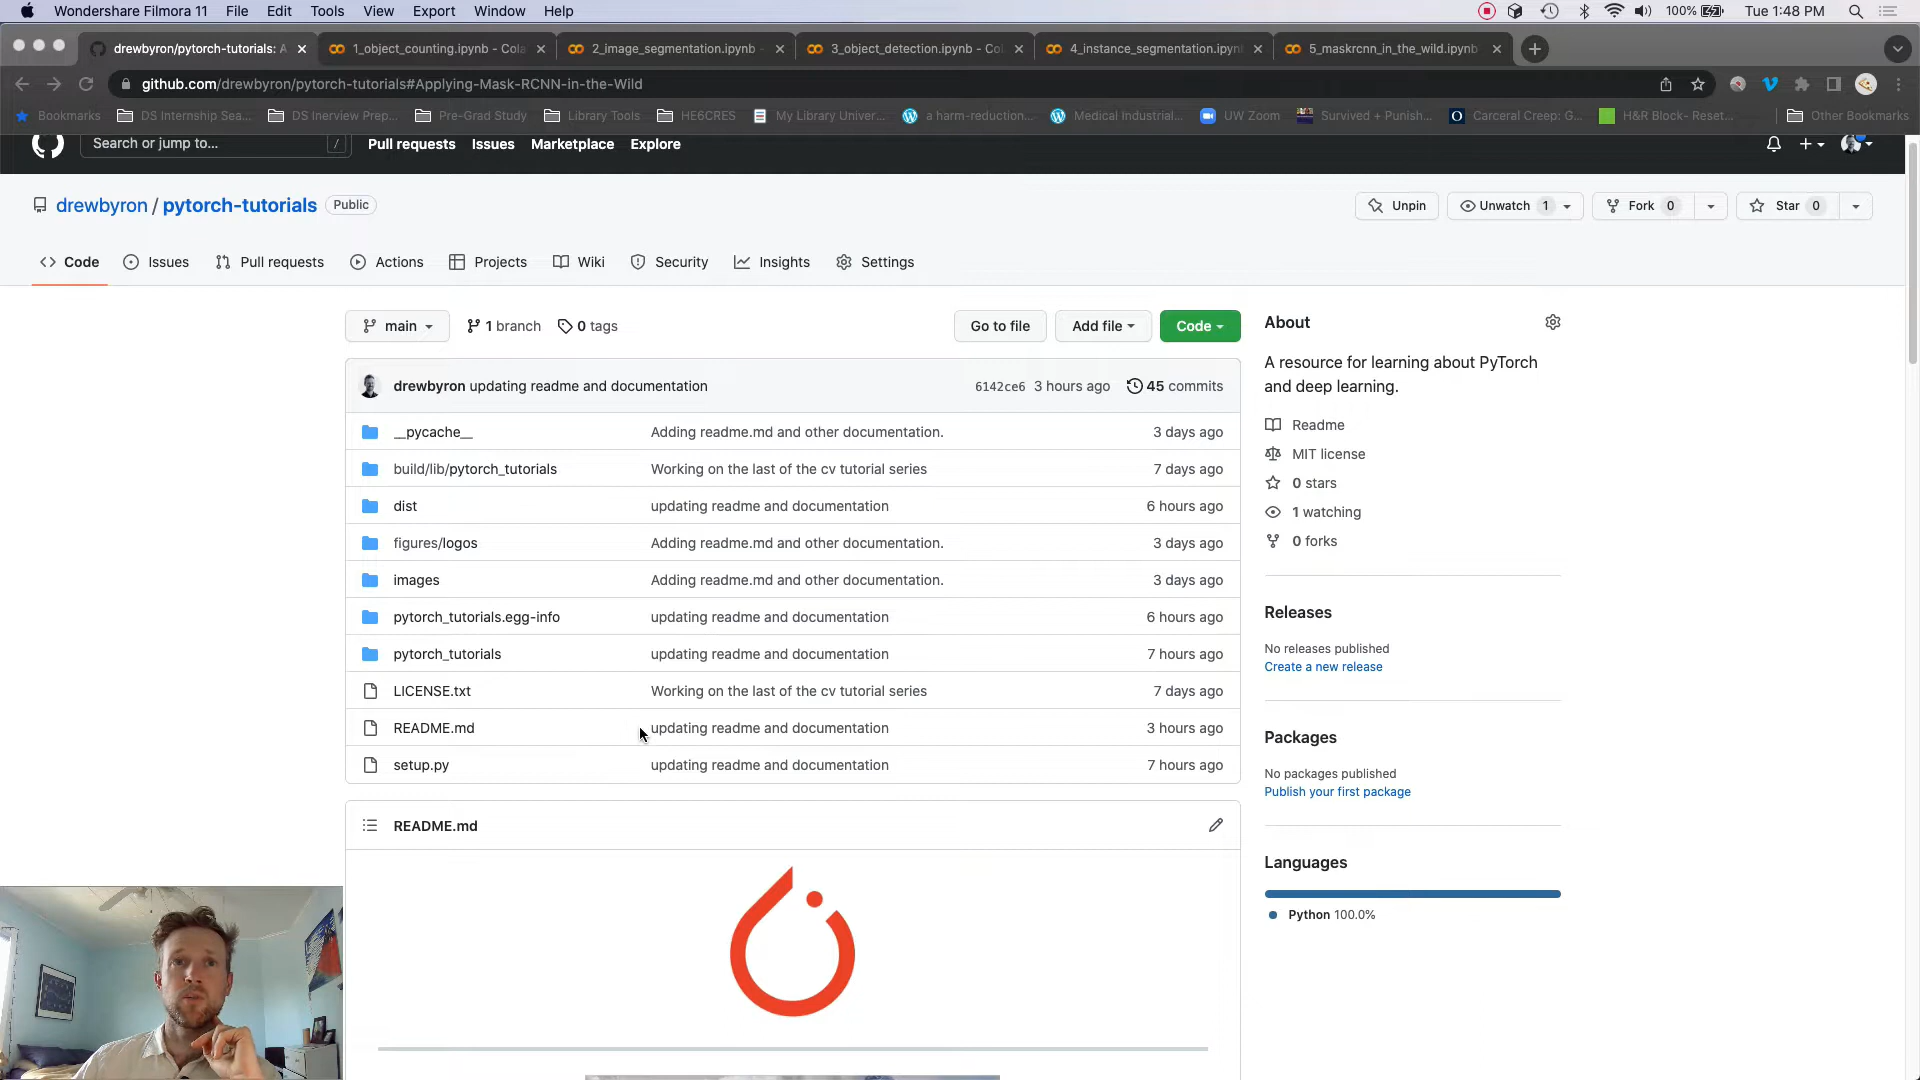 Wondershare Filmora 11 File Edit Tools View Export Window Help 100% Tue 1:48 PM
drewbyron/pytorch-tutorials: A 1_object_counting.ipynb - Cola 2_image_segmentation.ipynb - 3_object_detection.ipynb - Col 4_instance_segmentation.ipynb 5_maskrcnn_in_the_wild.ipynb
github.com/drewbyron/pytorch-tutorials#Applying-Mask-RCNN-in-the-Wild
Bookmarks DS Internship Sea... DS Inerview Prep... Pre-Grad Study Library Tools HE6CRES My Library Univer... a harm-reduction... Medical Industrial... UW Zoom Survived + Punish... Carceral Creep: G... H&R Block- Reset... Other Bookmarks
Search or jump to... / Pull requests Issues Marketplace Explore
drewbyron / pytorch-tutorials Public Unpin Unwatch 1 Fork 0 Star 0
Code Issues Pull requests Actions Projects Wiki Security Insights Settings
main 1 branch 0 tags Go to file Add file Code
About
A resource for learning about PyTorch
and deep learning.
drewbyron updating readme and documentation 6142ce6 3 hours ago 45 commits
__pycache__ Adding readme.md and other documentation. 3 days ago
build/lib/pytorch_tutorials Working on the last of the cv tutorial series 7 days ago
dist updating readme and documentation 6 hours ago
figures/logos Adding readme.md and other documentation. 3 days ago
images Adding readme.md and other documentation. 3 days ago
pytorch_tutorials.egg-info updating readme and documentation 6 hours ago
pytorch_tutorials updating readme and documentation 7 hours ago
LICENSE.txt Working on the last of the cv tutorial series 7 days ago
README.md updating readme and documentation 3 hours ago
setup.py updating readme and documentation 7 hours ago
Readme
MIT license
0 stars
1 watching
0 forks
Releases
No releases published
Create a new release
Packages
No packages published
Publish your first package
Languages
Python 100.0%
README.md